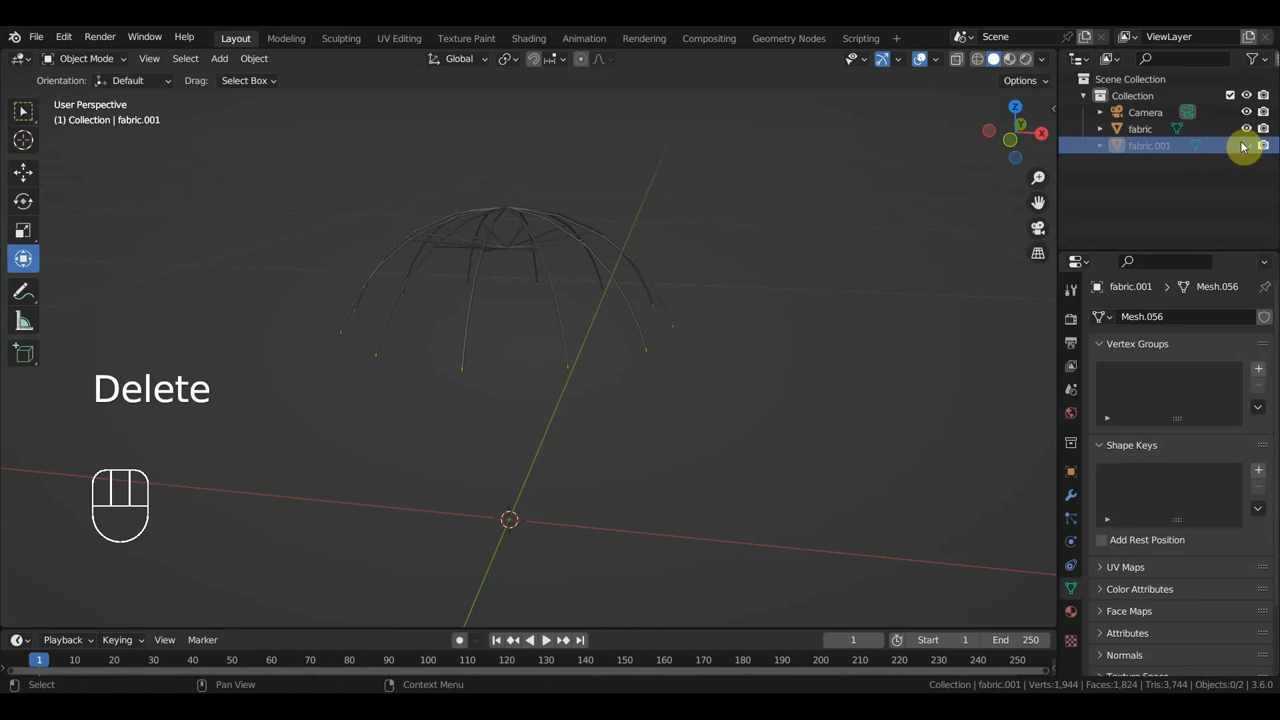 File Edit Render Window Help Layout Modeling Sculpting UV Editing Texture Paint Shading Animation Rendering Compositing Geometry Nodes Scripting + Scene ViewLayer
Object Mode View Select Add Object Global
Orientation: Default Drag: Select Box Options
User Perspective
(1) Collection | fabric.001
Z
Y
X
Scene Collection
Collection
Camera
fabric
fabric.001
fabric.001 > Mesh.056
Mesh.056
Vertex Groups
Shape Keys
Add Rest Position
UV Maps
Color Attributes
Face Maps
Attributes
Normals
Delete
Playback Keying View Marker 1 Start 1 End 250
1 10 20 30 40 50 60 70 80 90 100 110 120 130 140 150 160 170 180 190 200 210 220 230 240 250
Select Pan View Context Menu Collection | fabric.001 | Verts:1,944 | Faces:1,824 | Tris:3,744 | Objects:0/2 | 3.6.0